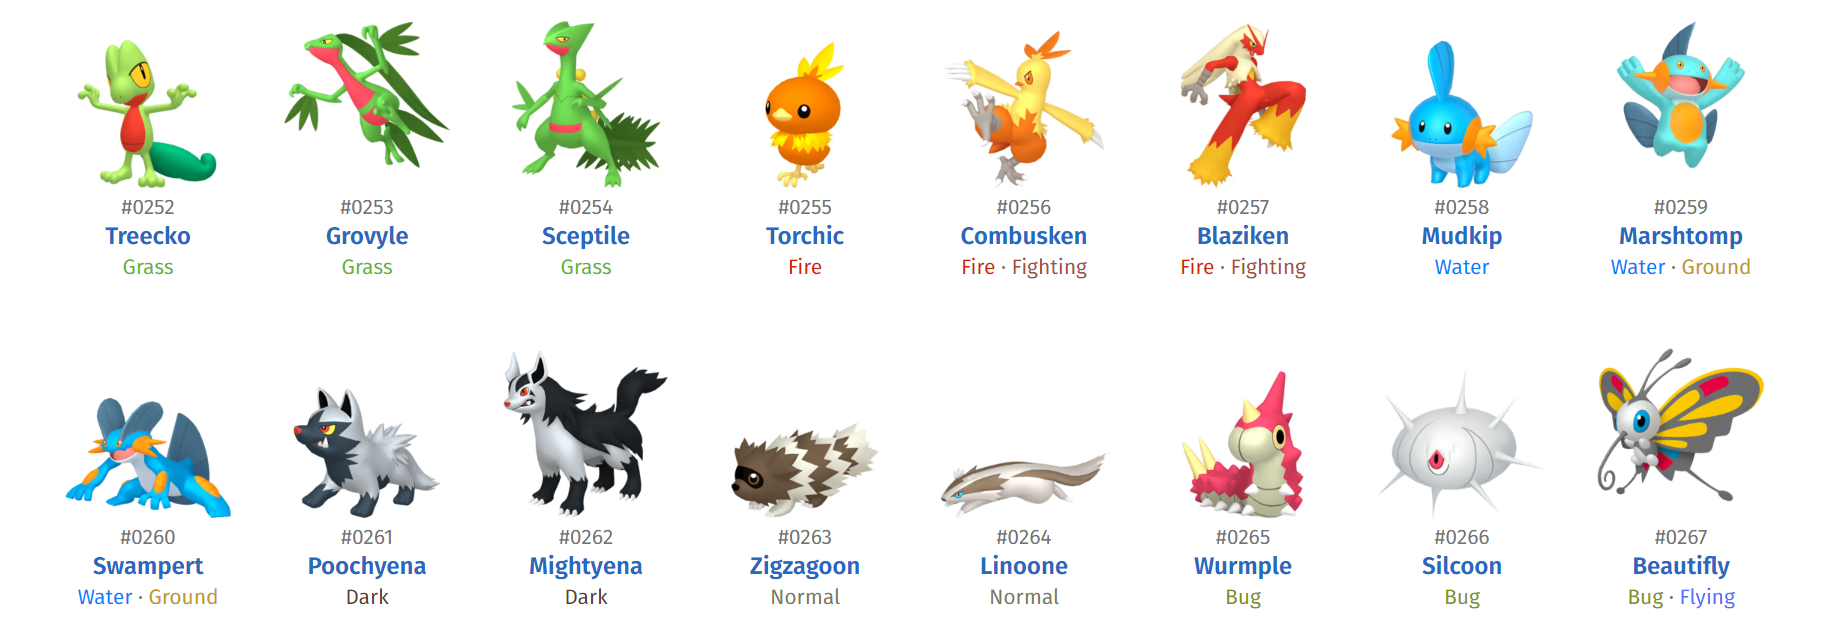 #0252 #0253 #0254 #0255 #0256 #0257 #0258 #0259
Treecko Grovyle Sceptile Torchic Combusken Blaziken Mudkip Marshtomp
Grass Grass Grass Fire Fire · Fighting Fire · Fighting Water Water · Ground
#0260 #0261 #0262 #0263 #0264 #0265 #0266 #0267
Swampert Poochyena Mightyena Zigzagoon Linoone Wurmple Silcoon Beautifly
Water · Ground Dark Dark Normal Normal Bug Bug Bug · Flying